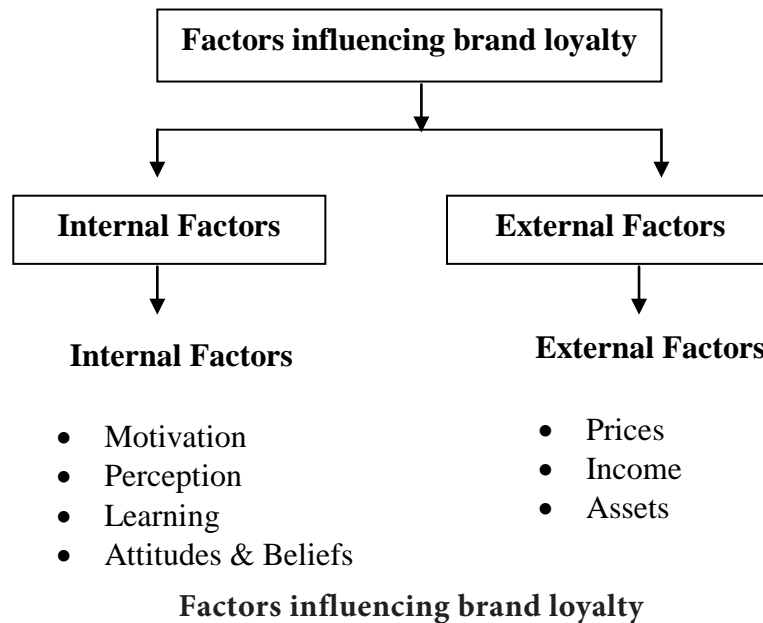 Factors influencing brand loyalty
Internal Factors
External Factors
Internal Factors
External Factors
• Motivation
• Perception
• Learning
• Attitudes & Beliefs
• Prices
• Income
• Assets
Factors influencing brand loyalty